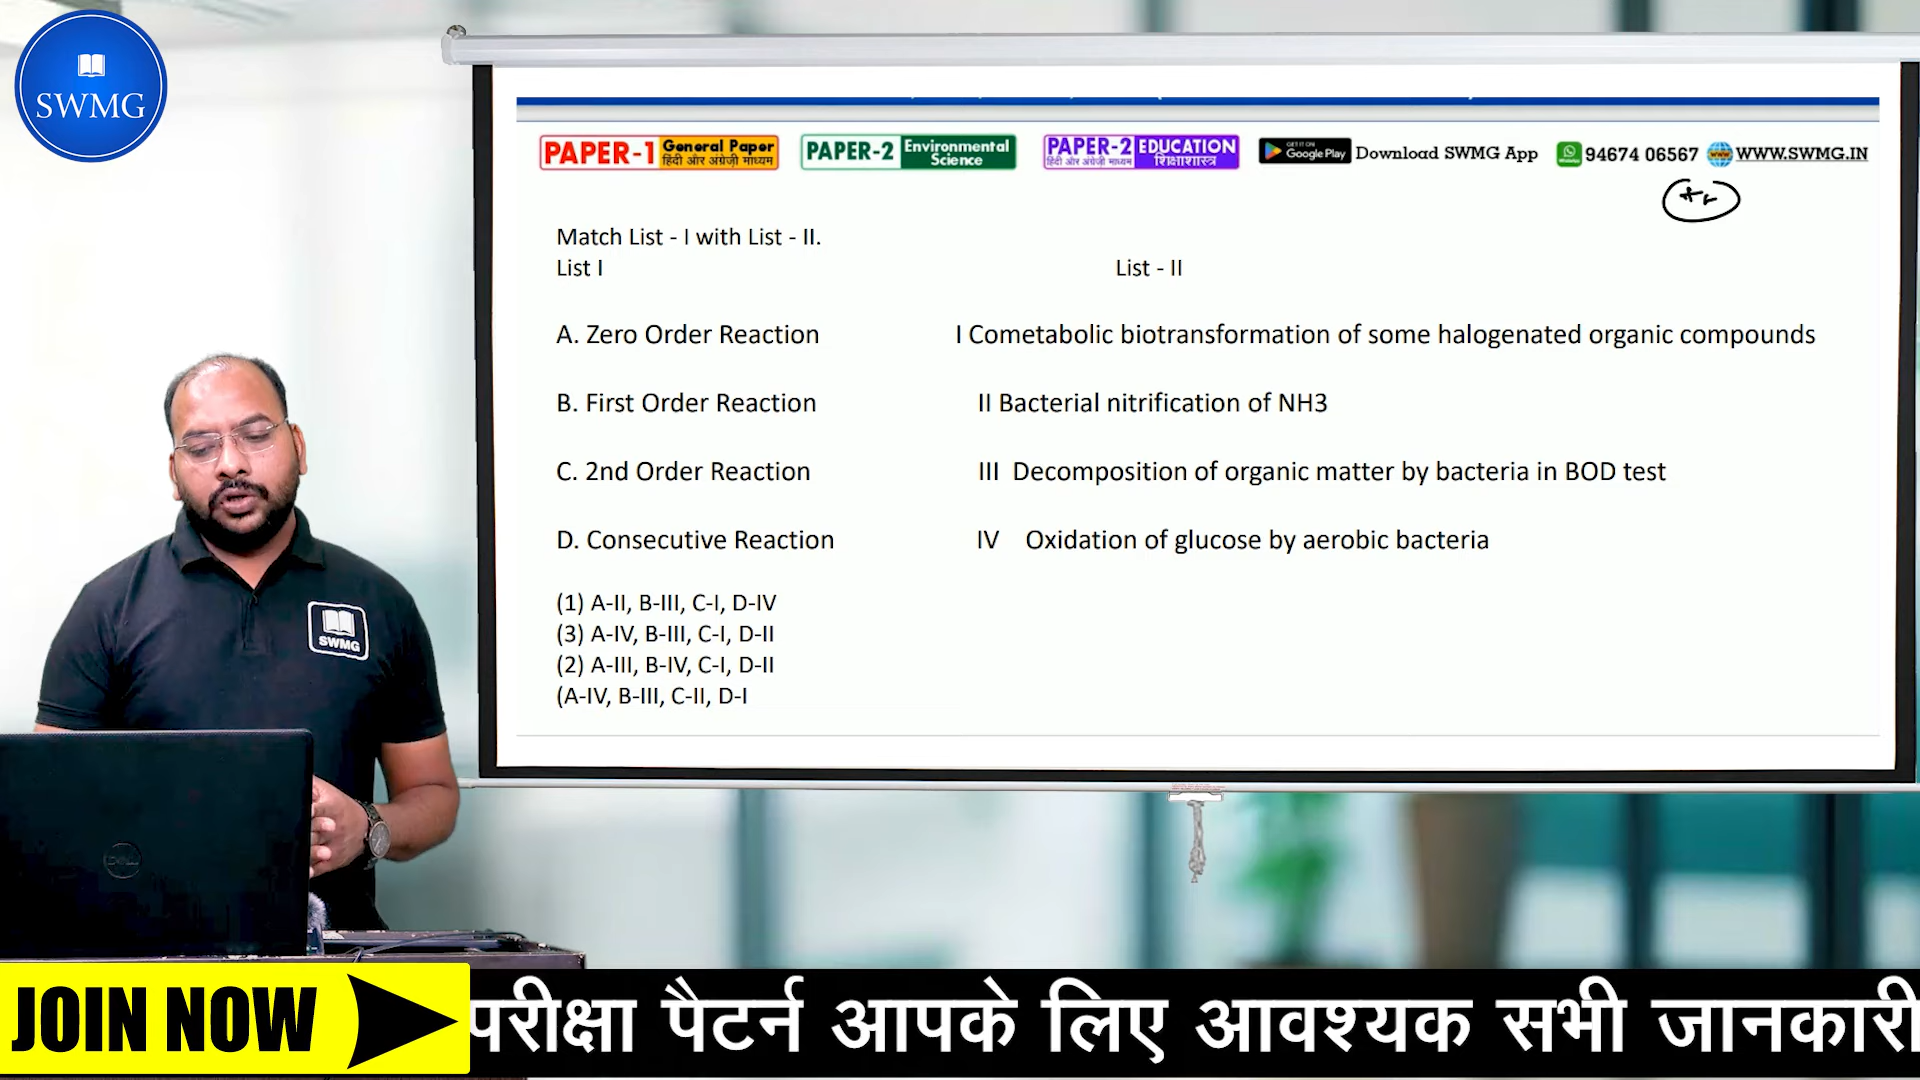 SWMG
PAPER-1 General Paper हिंदी और अंग्रेज़ी माध्यम
PAPER-2 Environmental Science
PAPER-2 EDUCATION हिंदी और अंग्रेज़ी माध्यम शिक्षाशास्त्र
GET IT ON Google Play Download SWMG App
94674 06567 WWW.SWMG.IN
Match List - I with List - II.
List I List - II
A. Zero Order Reaction I Cometabolic biotransformation of some halogenated organic compounds
B. First Order Reaction II Bacterial nitrification of NH3
C. 2nd Order Reaction III Decomposition of organic matter by bacteria in BOD test
D. Consecutive Reaction IV Oxidation of glucose by aerobic bacteria
(1) A-II, B-III, C-I, D-IV
(3) A-IV, B-III, C-I, D-II
(2) A-III, B-IV, C-I, D-II
(A-IV, B-III, C-II, D-I
SWMG
DELL
JOIN NOW
परीक्षा पैटर्न आपके लिए आवश्यक सभी जानकारी